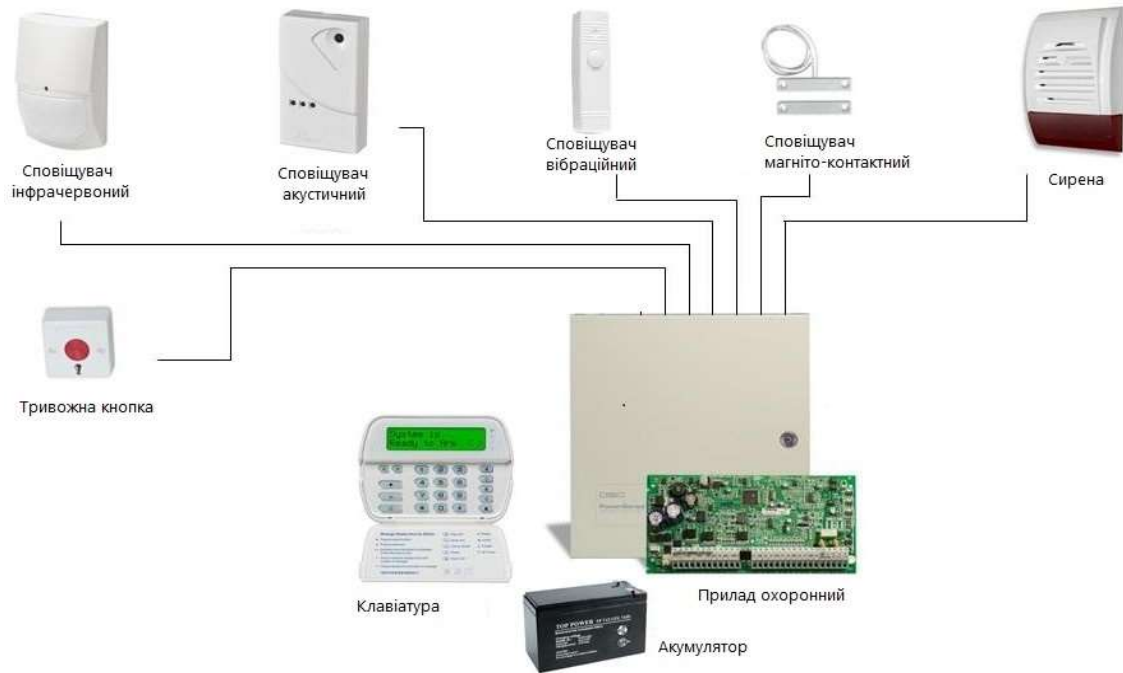 Сповіщувач
інфрачервоний
Сповіщувач
акустичний
Сповіщувач
вібраційний
Сповіщувач
магніто-контактний
Сирена
Тривожна кнопка
System is
Ready to Arm
DSC
Клавіатура
Прилад охоронний
TOP POWER
Акумулятор